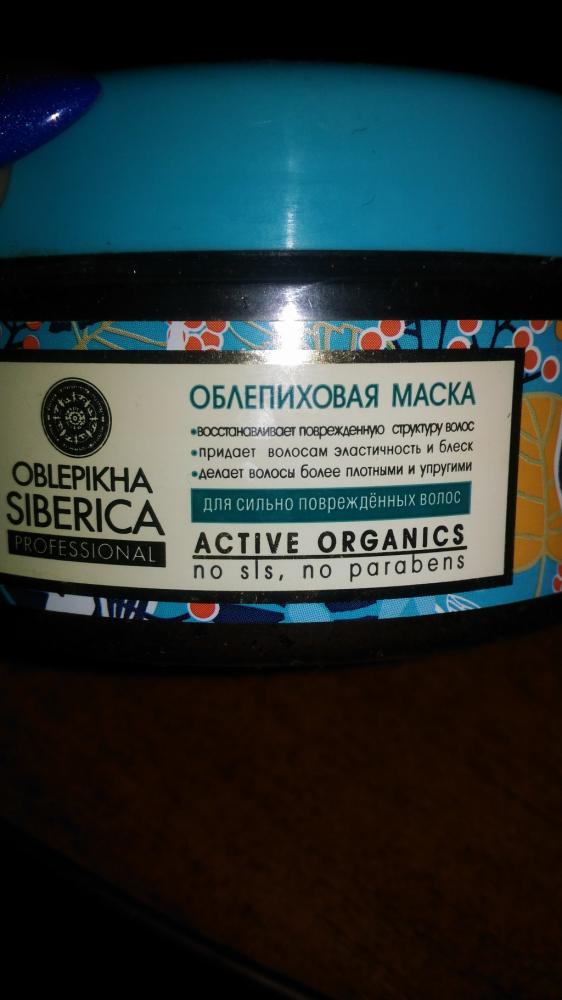 OBLEPIKHA
SIBERICA
PROFESSIONAL
ОБЛЕПИХОВАЯ МАСКА
•восстанавливает поврежденную структуру волос
•придает волосам эластичность и блеск
•делает волосы более плотными и упругими
для сильно повреждённых волос
ACTIVE ORGANICS
no sls, no parabens